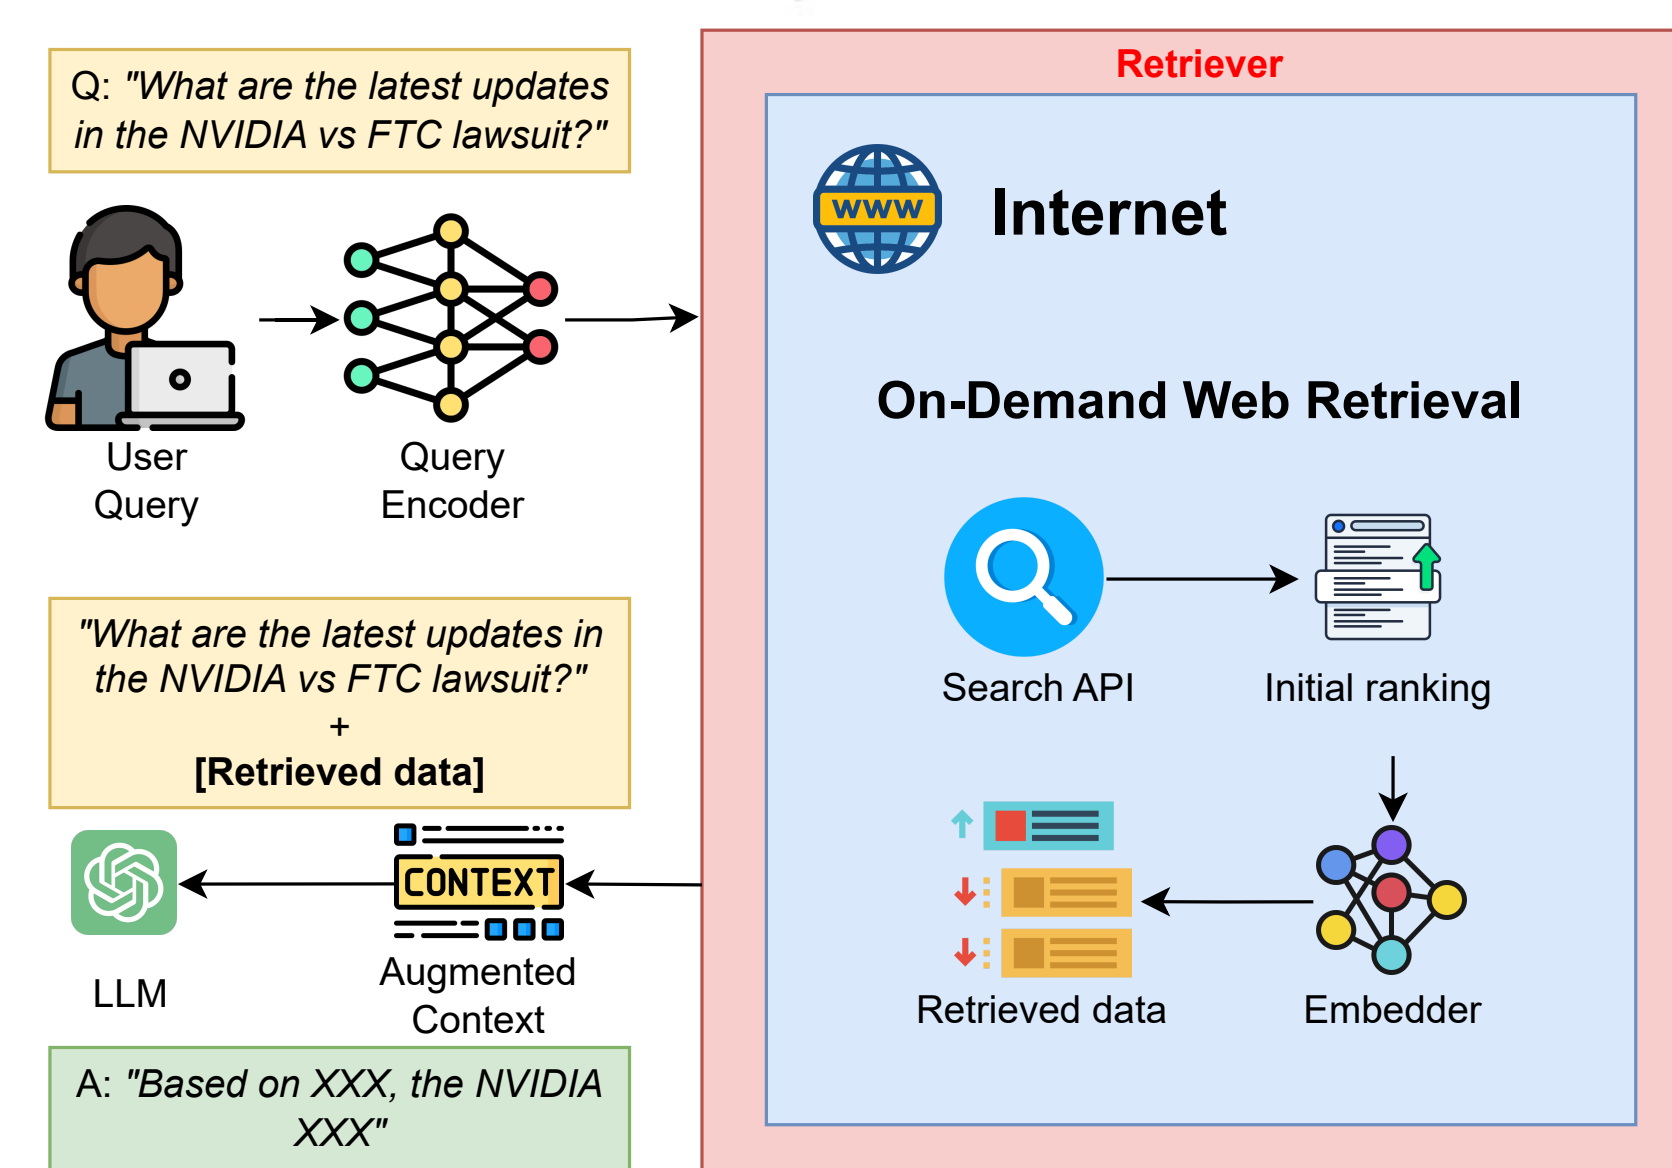 Q: "What are the latest updates
in the NVIDIA vs FTC lawsuit?"
User
Query
Query
Encoder
Retriever
WWW
Internet
On-Demand Web Retrieval
Search API
Initial ranking
Embedder
Retrieved data
"What are the latest updates in
the NVIDIA vs FTC lawsuit?"
+
[Retrieved data]
CONTEXT
Augmented
Context
LLM
A: "Based on XXX, the NVIDIA
XXX"